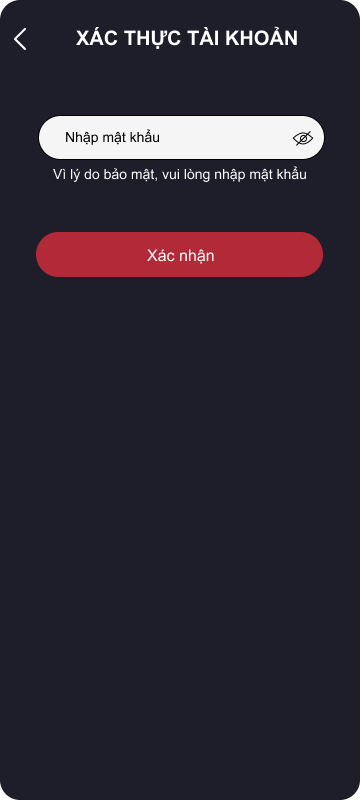 XÁC THỰC TÀI KHOẢN
Nhập mật khẩu
Vì lý do bảo mật, vui lòng nhập mật khẩu
Xác nhận